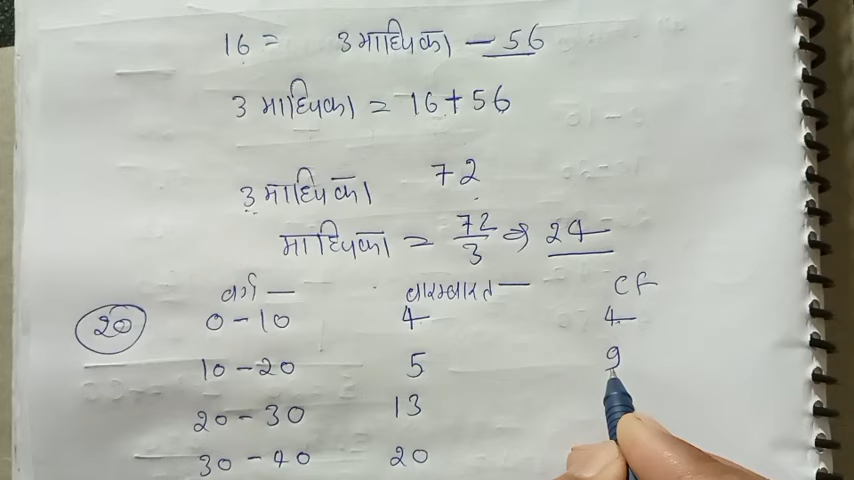 16 = 3 माध्यिका - 56
3 माध्यिका = 16 + 56
3 माध्यिका 72
माध्यिका = 72/3 ⇒ 24
20 वर्ग बारम्बारत CF
0 - 10 4 4
10 - 20 5 9
20 - 30 13
30 - 40 20